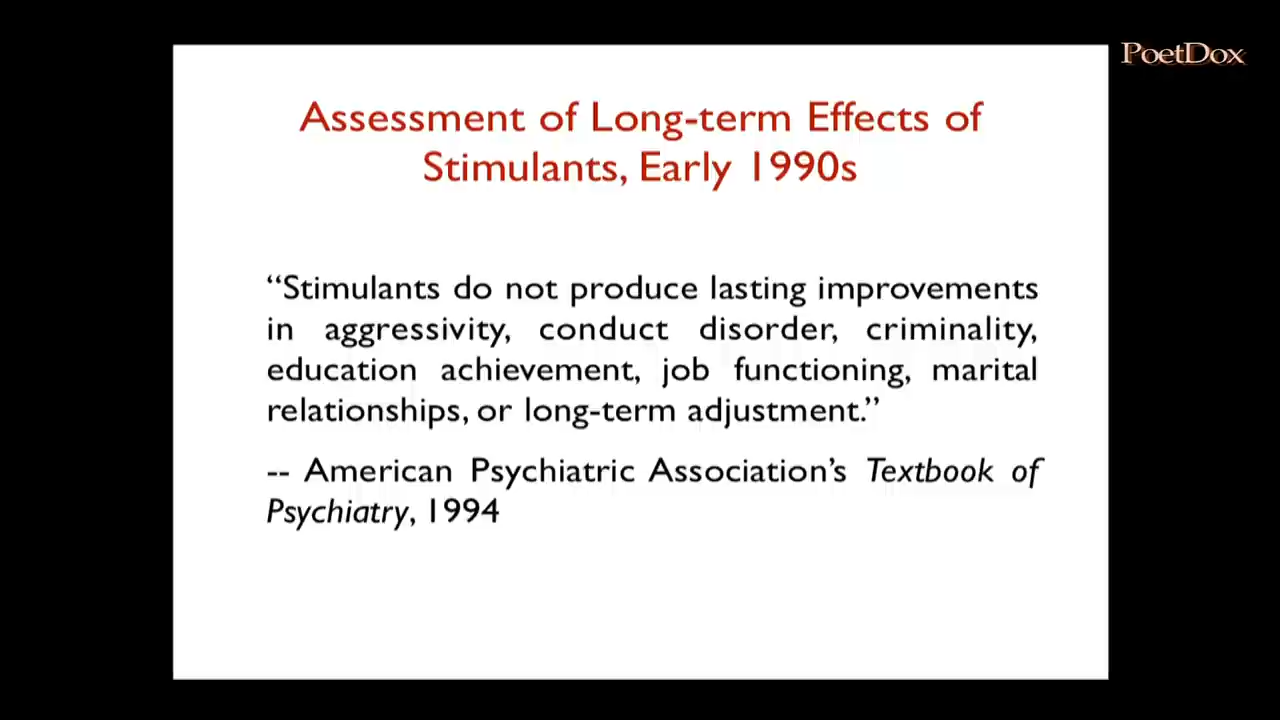 PoetDox
Assessment of Long-term Effects of
Stimulants, Early 1990s
“Stimulants do not produce lasting improvements
in aggressivity, conduct disorder, criminality,
education achievement, job functioning, marital
relationships, or long-term adjustment.”
-- American Psychiatric Association’s Textbook of
Psychiatry, 1994